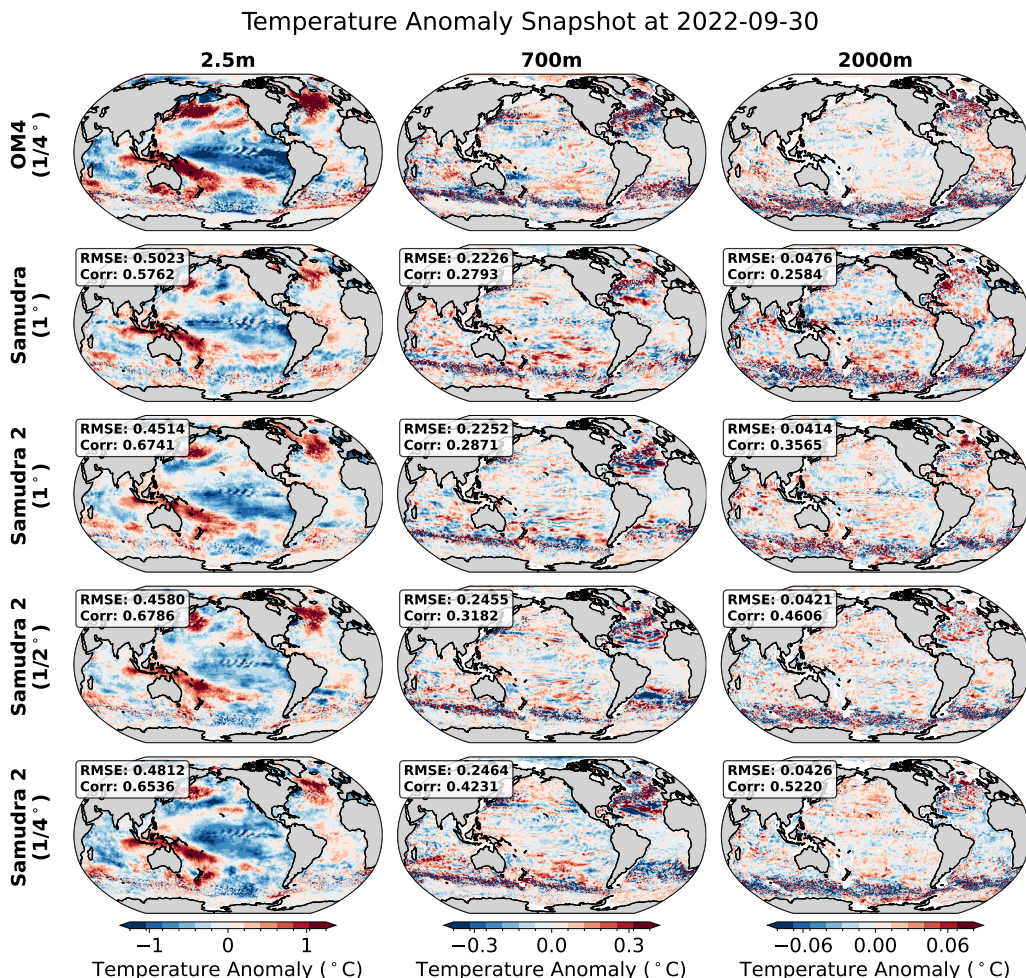 Temperature Anomaly Snapshot at 2022-09-30
2.5m
700m
2000m
OM4
(1/4°)
Samudra
(1°)
RMSE: 0.5023
Corr: 0.5762
RMSE: 0.2226
Corr: 0.2793
RMSE: 0.0476
Corr: 0.2584
Samudra 2
(1°)
RMSE: 0.4514
Corr: 0.6741
RMSE: 0.2252
Corr: 0.2871
RMSE: 0.0414
Corr: 0.3565
Samudra 2
(1/2°)
RMSE: 0.4580
Corr: 0.6786
RMSE: 0.2455
Corr: 0.3182
RMSE: 0.0421
Corr: 0.4606
Samudra 2
(1/4°)
RMSE: 0.4812
Corr: 0.6536
RMSE: 0.2464
Corr: 0.4231
RMSE: 0.0426
Corr: 0.5220
−1 0 1
−0.3 0.0 0.3
−0.06 0.00 0.06
Temperature Anomaly (°C)
Temperature Anomaly (°C)
Temperature Anomaly (°C)